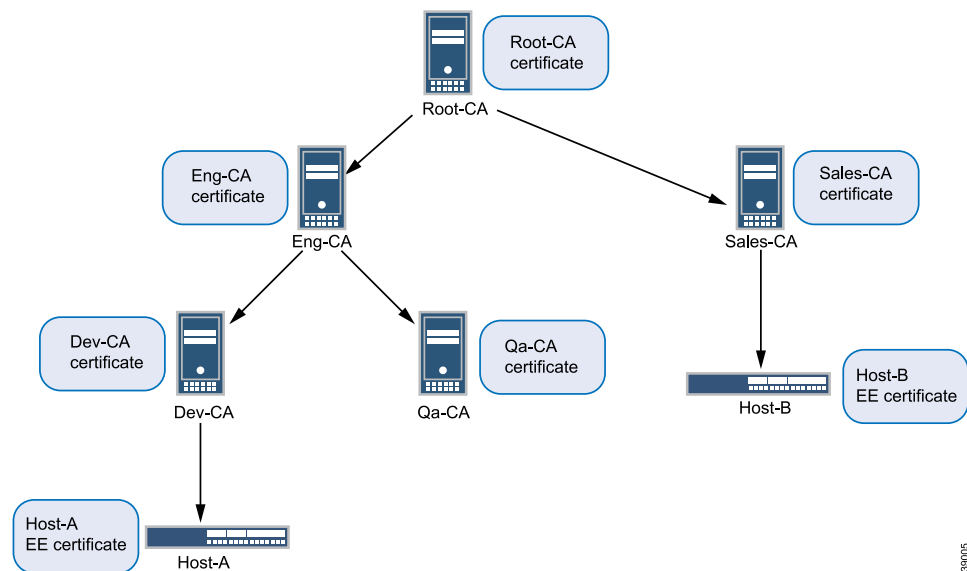 Root-CA
certificate
Root-CA
Eng-CA
certificate
Eng-CA
Sales-CA
certificate
Sales-CA
Dev-CA
certificate
Dev-CA
Qa-CA
certificate
Qa-CA
Host-B
EE certificate
Host-B
Host-A
EE certificate
Host-A
39005